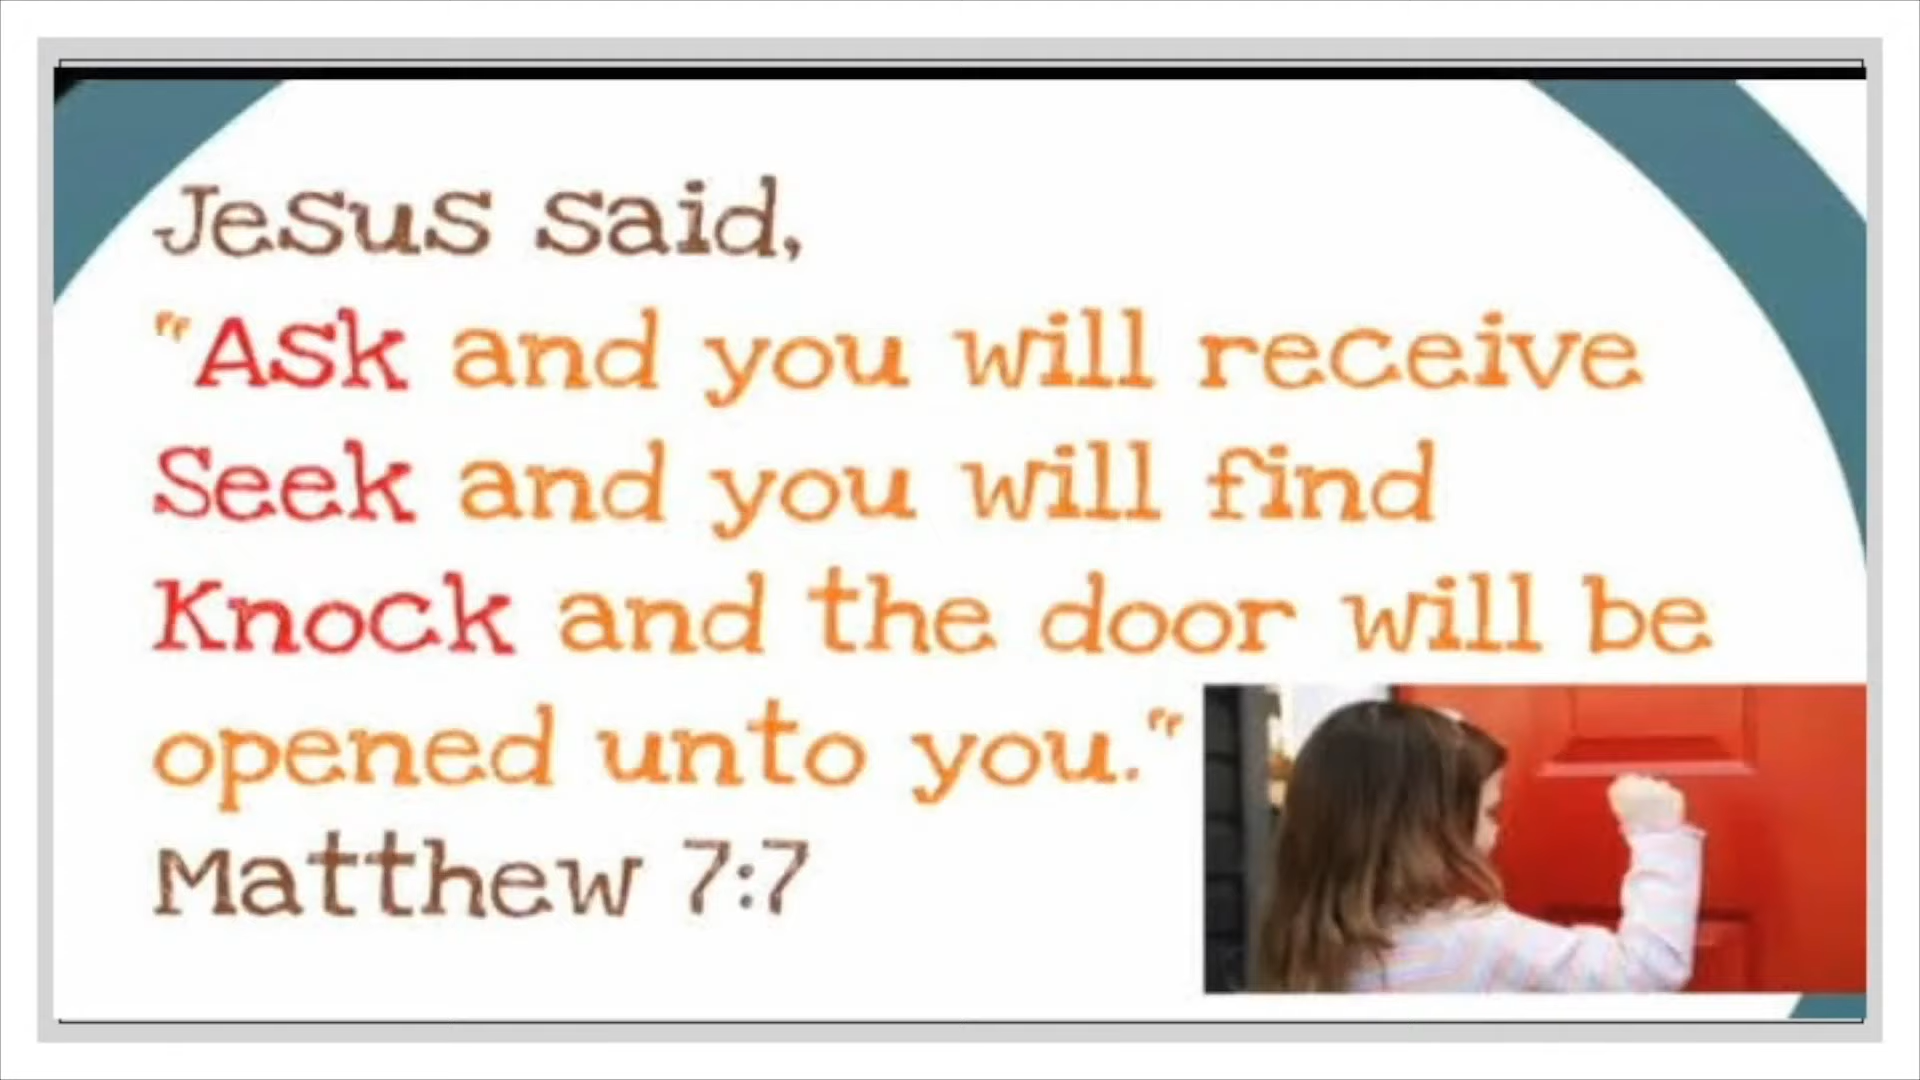 Jesus said,
"Ask and you will receive
Seek and you will find
Knock and the door will be
opened unto you."
Matthew 7:7